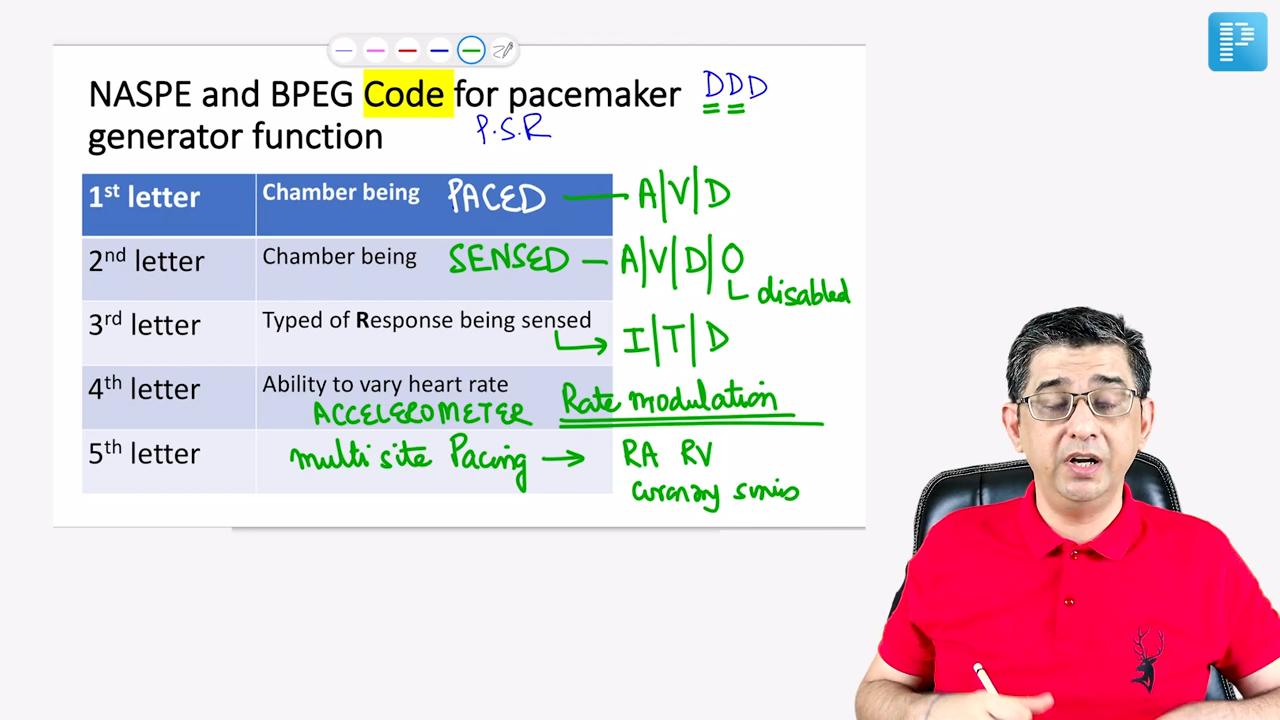 NASPE and BPEG Code for pacemaker DDD
generator function P.S.R
1st letter Chamber being PACED — A|V|D
2nd letter Chamber being SENSED — A|V|D|O
disabled
3rd letter Typed of Response being sensed
I|T|D
4th letter Ability to vary heart rate
ACCELEROMETER Rate modulation
5th letter multi site Pacing → RA RV
coronary sinus